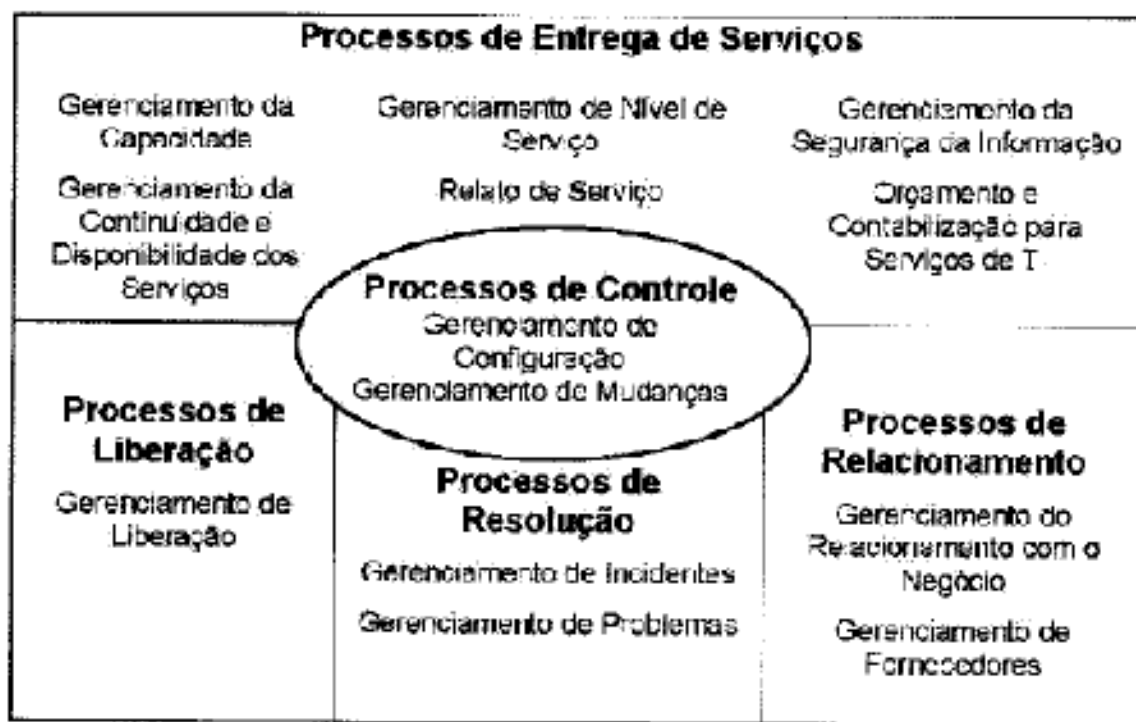 Processos de Entrega de Serviços
Gerenciamento da
Capacidade
Gerenciamento da
Continuidade e
Disponibilidade dos
Serviços
Gerenciamento de Nível de
Serviço
Relato de Serviço
Gerenciamento da
Segurança da Informação
Orçamento e
Contabilização para
Serviços de T
Processos de Controle
Gerenciamento de
Configuração
Gerenciamento de Mudanças
Processos de
Liberação
Gerenciamento de
Liberação
Processos de
Resolução
Gerenciamento de Incidentes
Gerenciamento de Problemas
Processos de
Relacionamento
Gerenciamento do
Relacionamento com o
Negócio
Gerenciamento de
Fornecedores